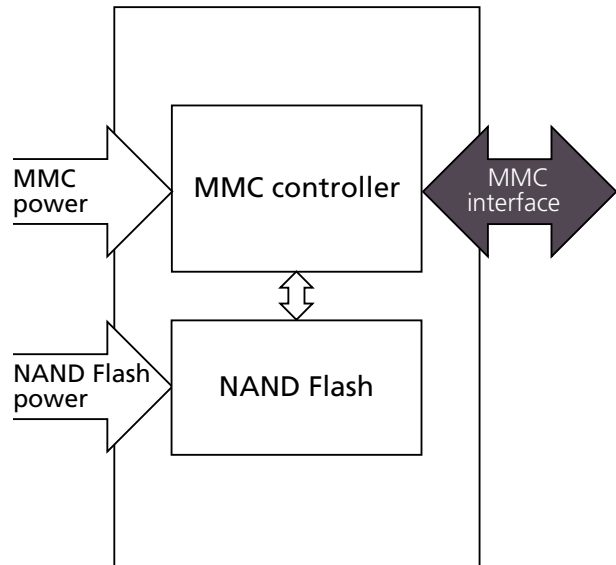 MMC
power
MMC controller
MMC
interface
NAND Flash
power
NAND Flash